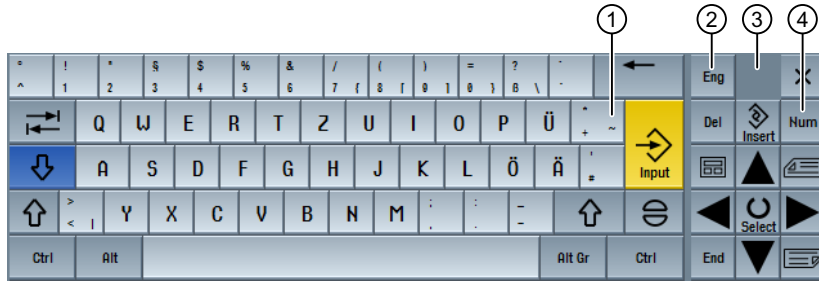 1 2 3 4
° ! " § $ % & / ( ) = ? ` Eng
^ 1 2 3 4 5 6 7 { 8 [ 9 ] 0 } ß \ ´
Q W E R T Z U I O P Ü * + ~ Del Insert Num
A S D F G H J K L Ö Ä ' # Input
> < | Y X C V B N M ; , : . _ - Select
Ctrl Alt Alt Gr Ctrl End